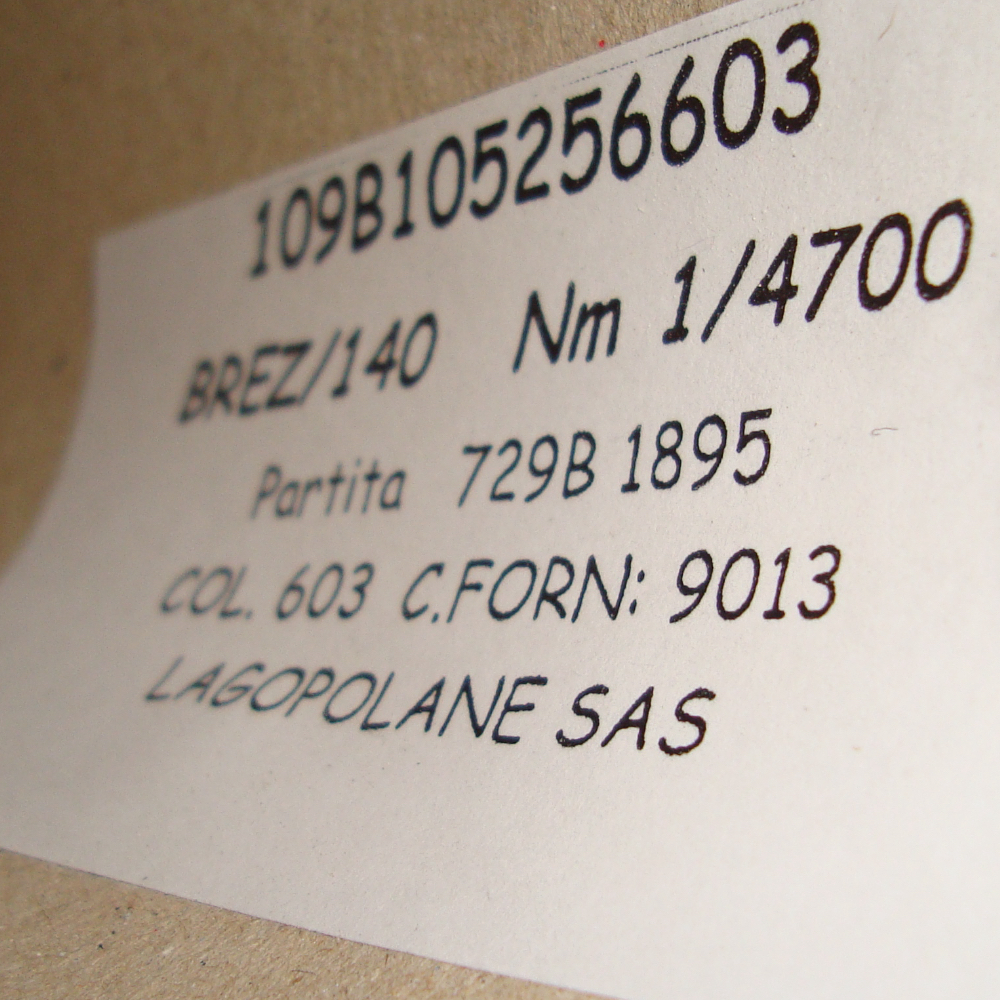 109B105256603
BREZ/140 Nm 1/4700
Partita 729B 1895
COL. 603 C.FORN: 9013
LAGOPOLANE SAS